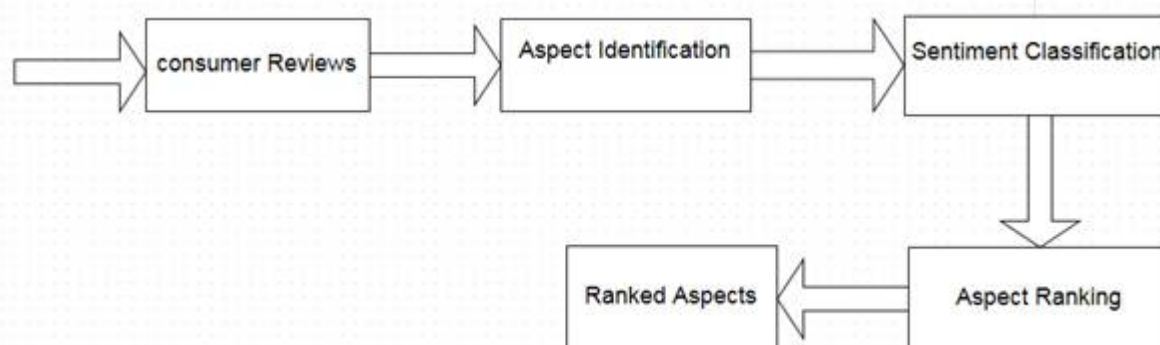 consumer Reviews
Aspect Identification
Sentiment Classification
Ranked Aspects
Aspect Ranking